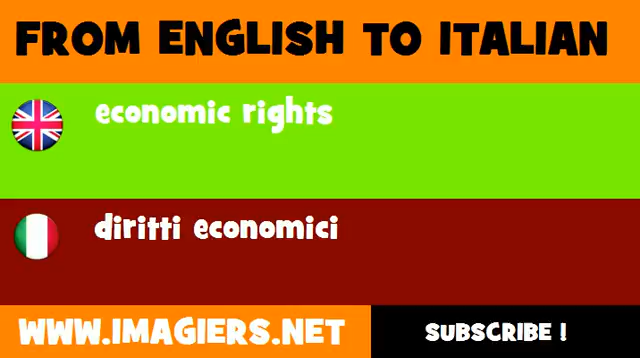 FROM ENGLISH TO ITALIAN
economic rights
diritti economici
WWW.IMAGIERS.NET
SUBSCRIBE !